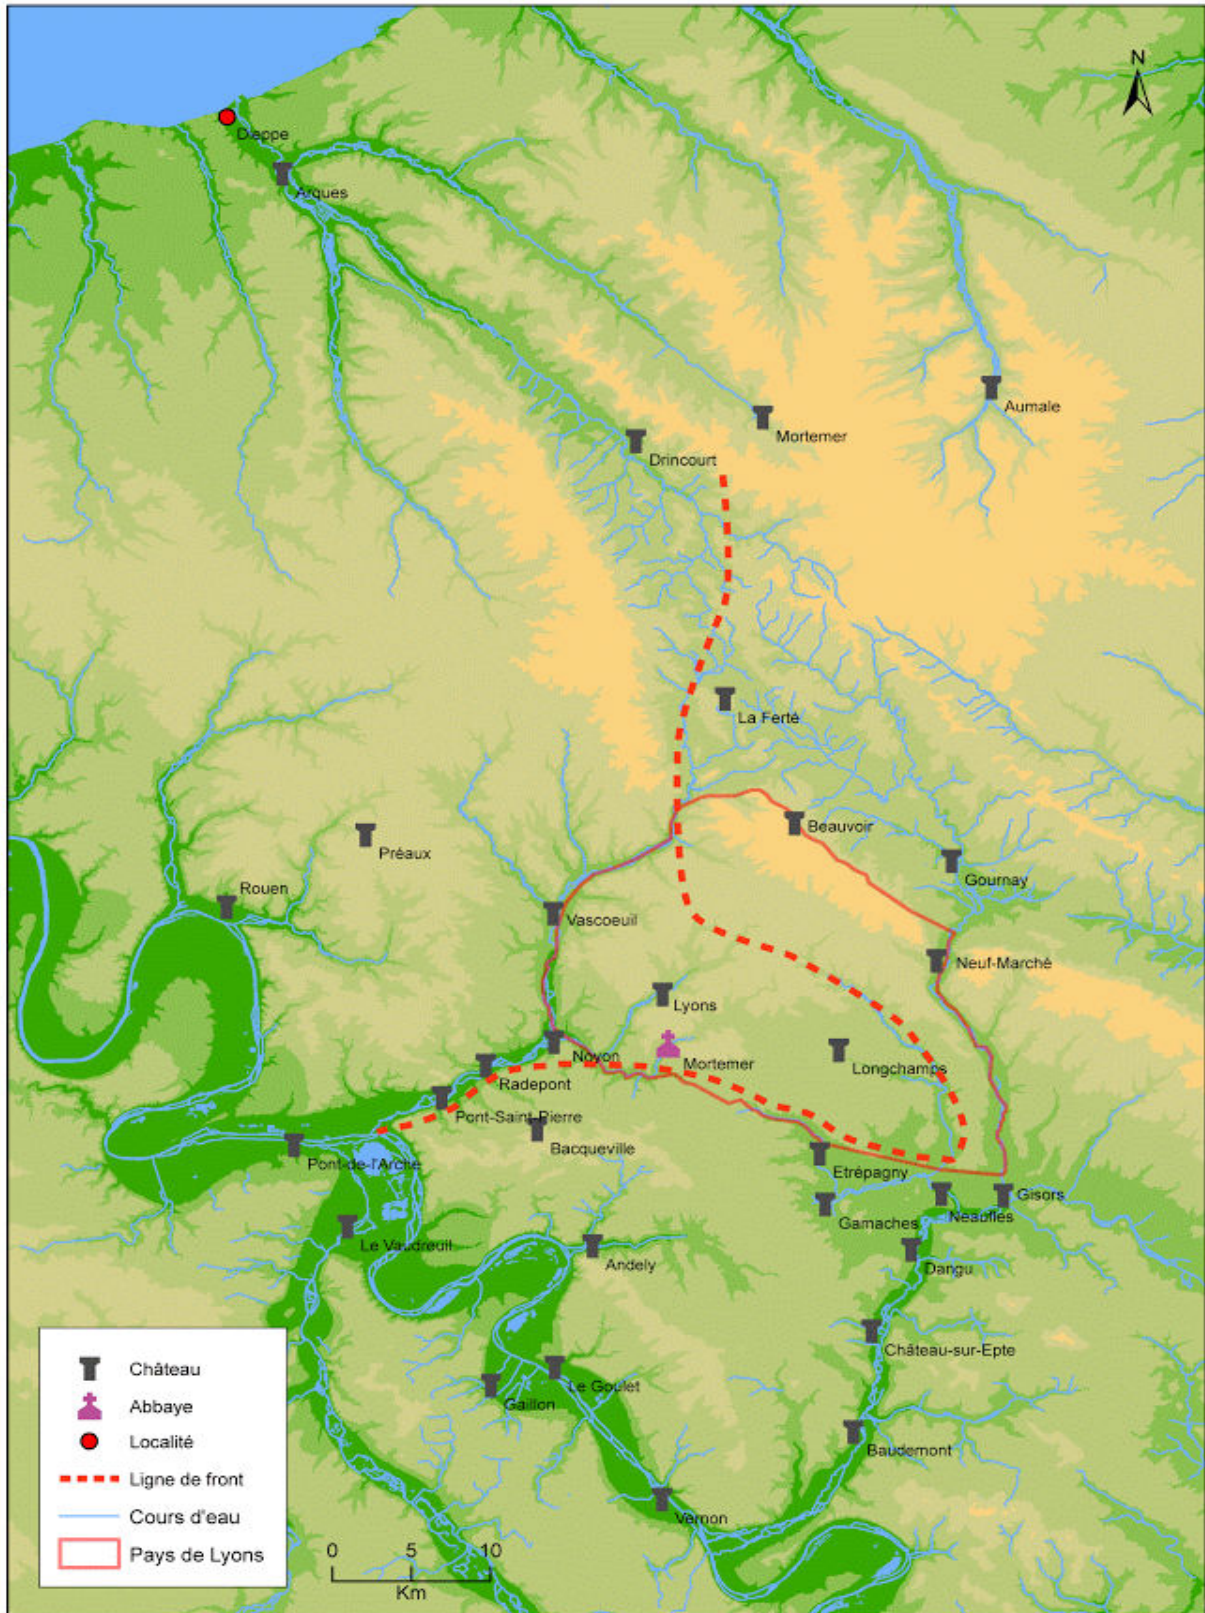 N
Dieppe
Arques
Aumale
Mortemer
Drincourt
La Ferté
Beauvoir
Préaux
Gournay
Rouen
Vascoeuil
Neuf-Marché
Lyons
Noyon
Mortemer
Longchamps
Radepont
Pont-Saint-Pierre
Bacqueville
Pont-de-l'Arche
Etrépagny
Gisors
Gamaches
Neaufles
Le Vaudreuil
Andely
Dangu
Château-sur-Epte
Le Goulet
Gaillon
Baudemont
Vernon
Château
Abbaye
Localité
Ligne de front
Cours d'eau
Pays de Lyons
0 5 10
Km